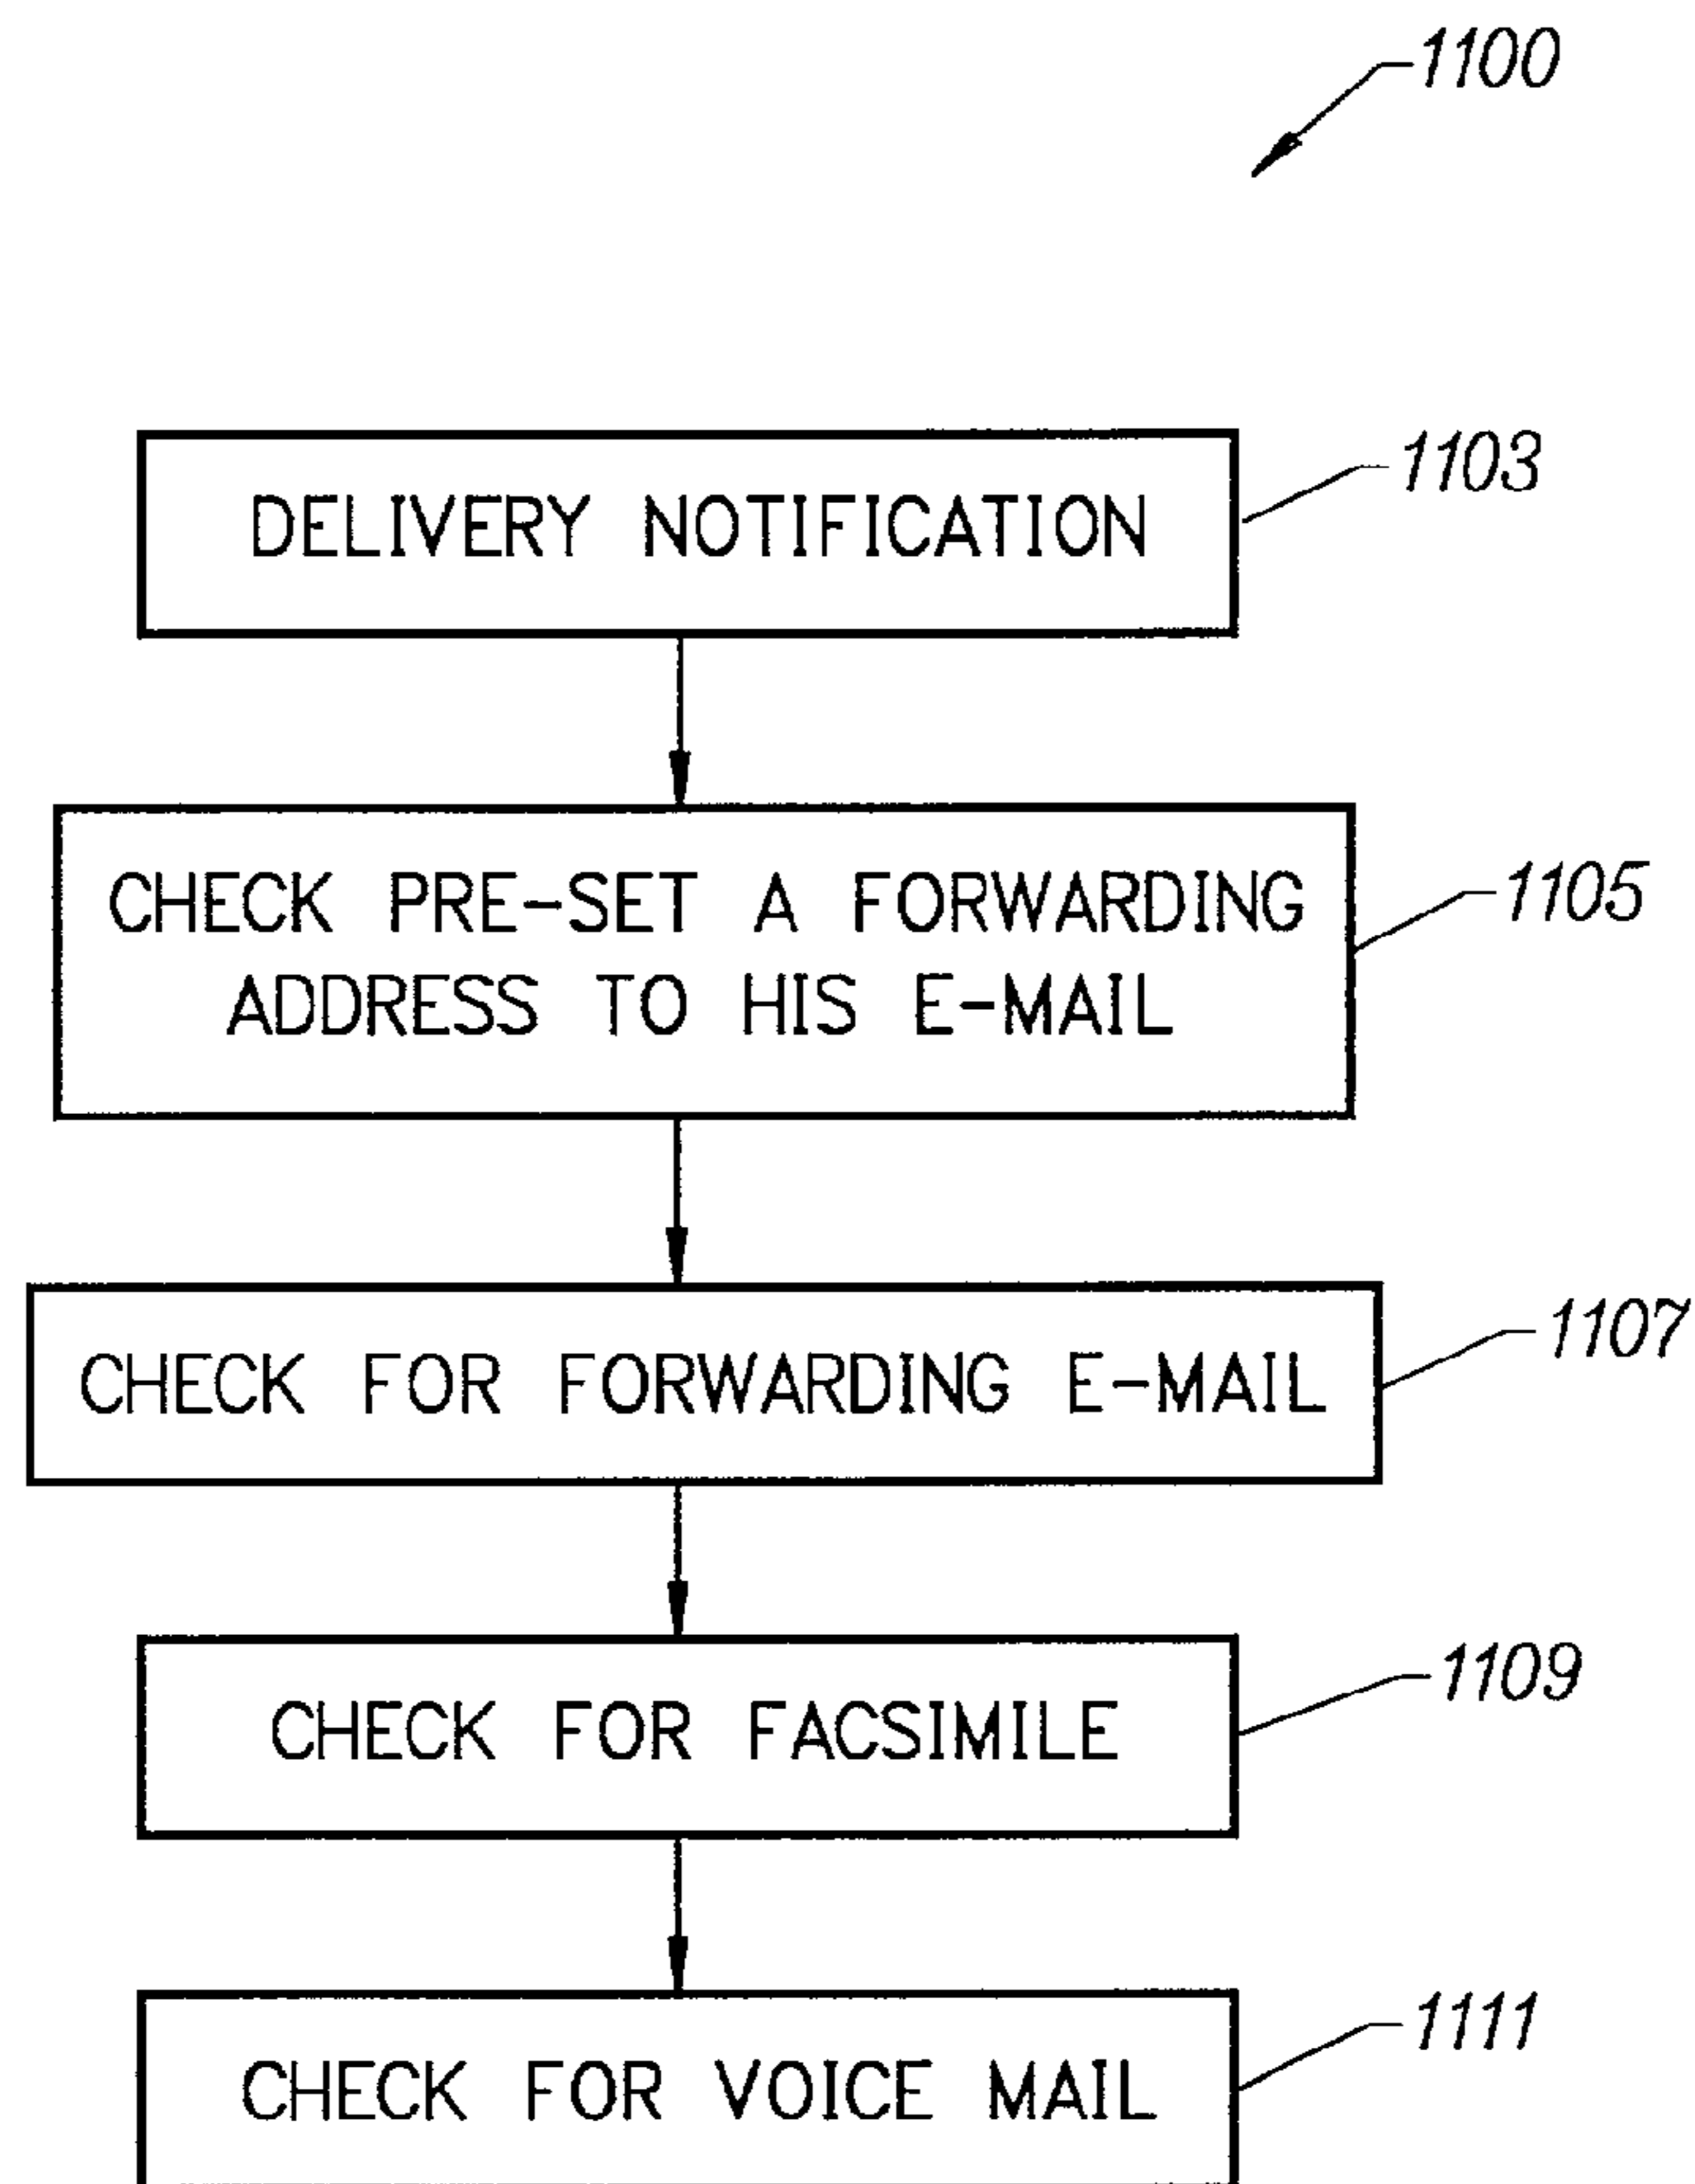 1100
DELIVERY NOTIFICATION
1103
CHECK PRE-SET A FORWARDING
ADDRESS TO HIS E-MAIL
1105
CHECK FOR FORWARDING E-MAIL
1107
CHECK FOR FACSIMILE
1109
CHECK FOR VOICE MAIL
1111